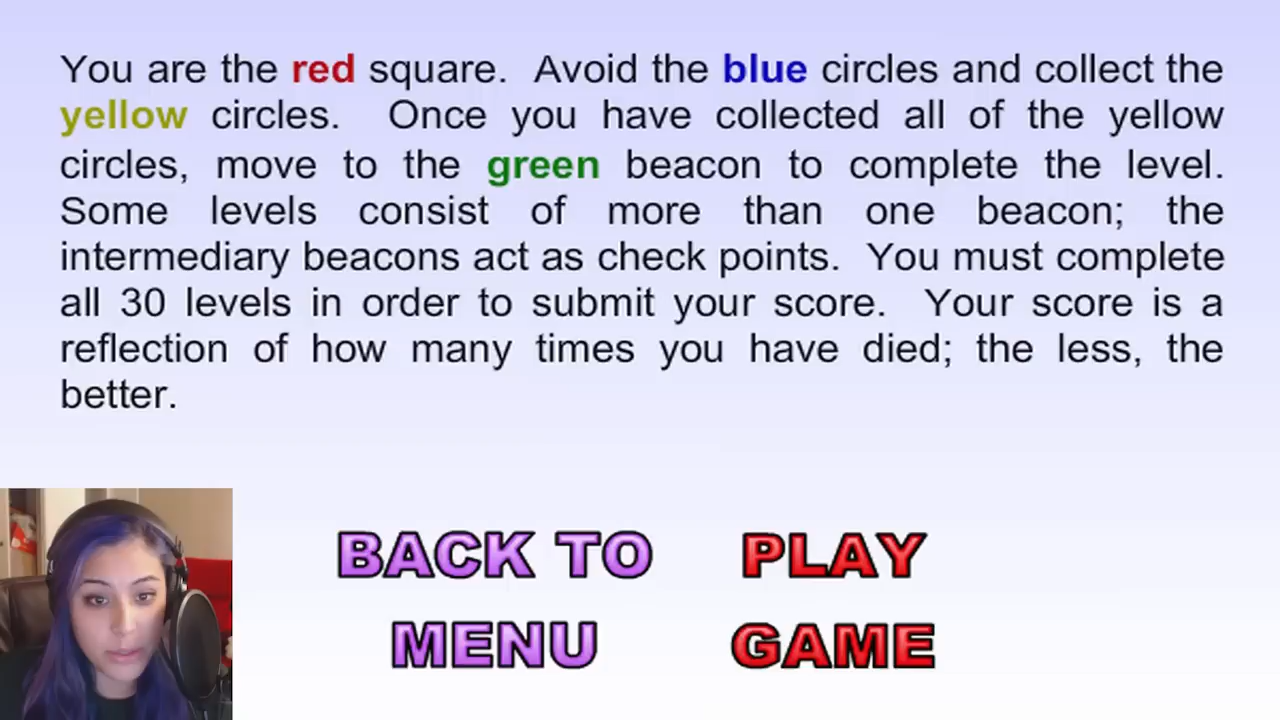 You are the red square. Avoid the blue circles and collect the
yellow circles. Once you have collected all of the yellow
circles, move to the green beacon to complete the level.
Some levels consist of more than one beacon; the
intermediary beacons act as check points. You must complete
all 30 levels in order to submit your score. Your score is a
reflection of how many times you have died; the less, the
better.
BACK TO
MENU
PLAY
GAME